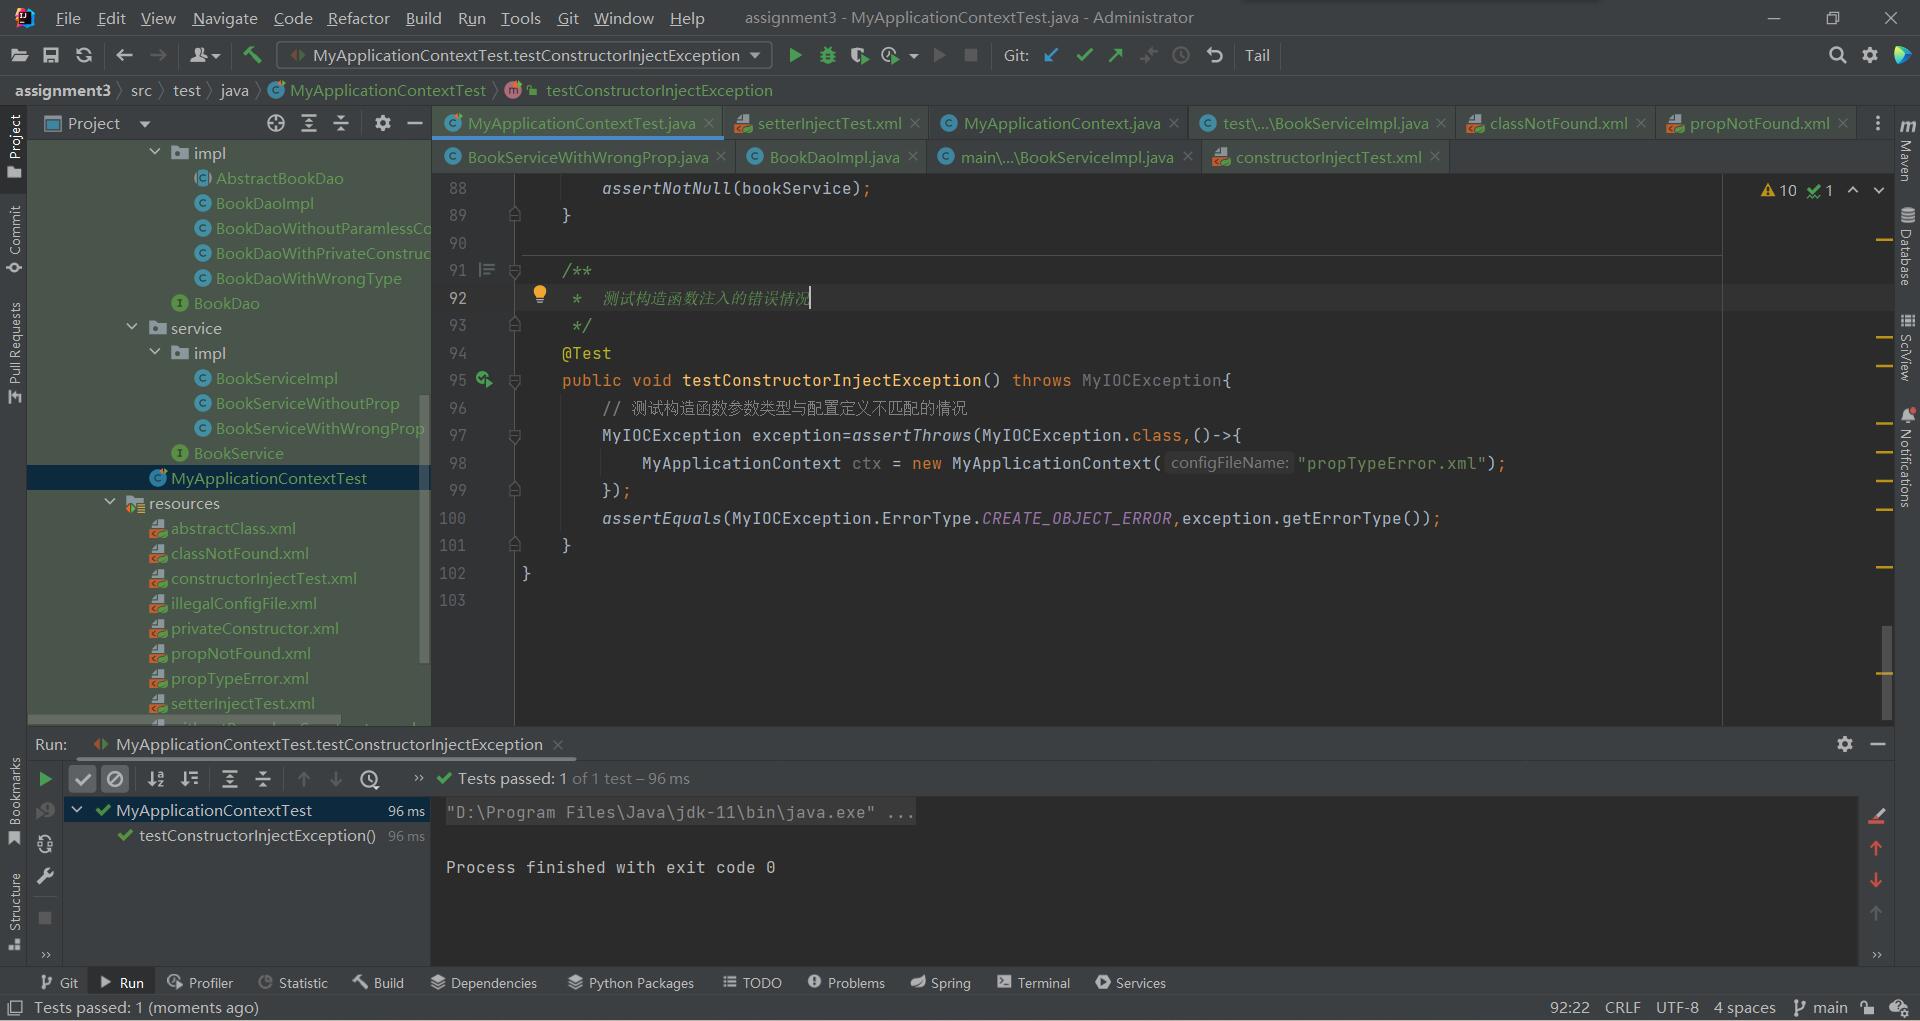 File Edit View Navigate Code Refactor Build Run Tools Git Window Help assignment3 - MyApplicationContextTest.java - Administrator
MyApplicationContextTest.testConstructorInjectException Git: Tail
assignment3 src test java MyApplicationContextTest testConstructorInjectException
Project
MyApplicationContextTest.java setterInjectTest.xml MyApplicationContext.java test\...\BookServiceImpl.java classNotFound.xml propNotFound.xml
BookServiceWithWrongProp.java BookDaoImpl.java main\...\BookServiceImpl.java constructorInjectTest.xml
impl
AbstractBookDao
BookDaoImpl
BookDaoWithoutParamlessCo
BookDaoWithPrivateConstruc
BookDaoWithWrongType
BookDao
service
impl
BookServiceImpl
BookServiceWithoutProp
BookServiceWithWrongProp
BookService
MyApplicationContextTest
resources
abstractClass.xml
classNotFound.xml
constructorInjectTest.xml
illegalConfigFile.xml
privateConstructor.xml
propNotFound.xml
propTypeError.xml
setterInjectTest.xml
88 assertNotNull(bookService);
89 }
90
91 /**
92 * 测试构造函数注入的错误情况
93 */
94 @Test
95 public void testConstructorInjectException() throws MyIOCException{
96 // 测试构造函数参数类型与配置定义不匹配的情况
97 MyIOCException exception=assertThrows(MyIOCException.class,()->{
98 MyApplicationContext ctx = new MyApplicationContext( configFileName: "propTypeError.xml");
99 });
100 assertEquals(MyIOCException.ErrorType.CREATE_OBJECT_ERROR,exception.getErrorType());
101 }
102 }
103
10 1
Project
Commit
Pull Requests
Bookmarks
Structure
Maven
Database
SciView
Notifications
Run: MyApplicationContextTest.testConstructorInjectException
Tests passed: 1 of 1 test – 96 ms
MyApplicationContextTest 96 ms
testConstructorInjectException() 96 ms
"D:\Program Files\Java\jdk-11\bin\java.exe" ...
Process finished with exit code 0
Git Run Profiler Statistic Build Dependencies Python Packages TODO Problems Spring Terminal Services
Tests passed: 1 (moments ago) 92:22 CRLF UTF-8 4 spaces main